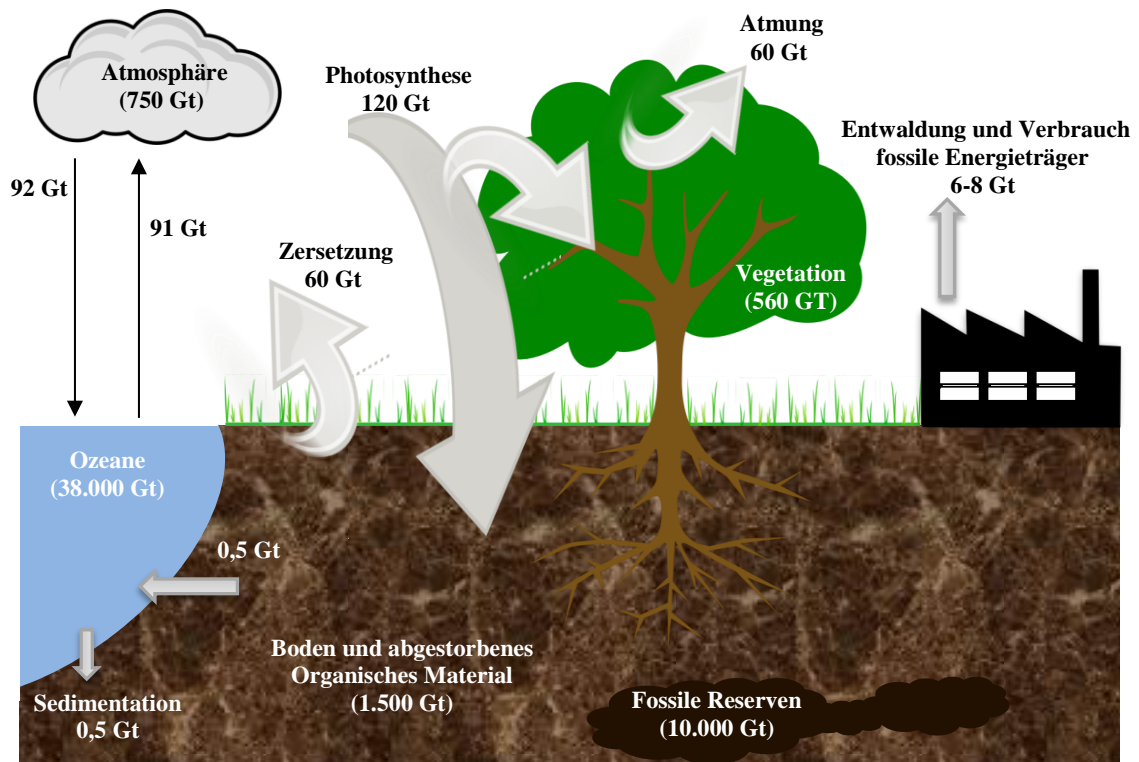 Atmosphäre
(750 Gt)
Photosynthese
120 Gt
Atmung
60 Gt
Entwaldung und Verbrauch
fossile Energieträger
6-8 Gt
92 Gt
91 Gt
Zersetzung
60 Gt
Vegetation
(560 GT)
Ozeane
(38.000 Gt)
0,5 Gt
Boden und abgestorbenes
Organisches Material
(1.500 Gt)
Sedimentation
0,5 Gt
Fossile Reserven
(10.000 Gt)